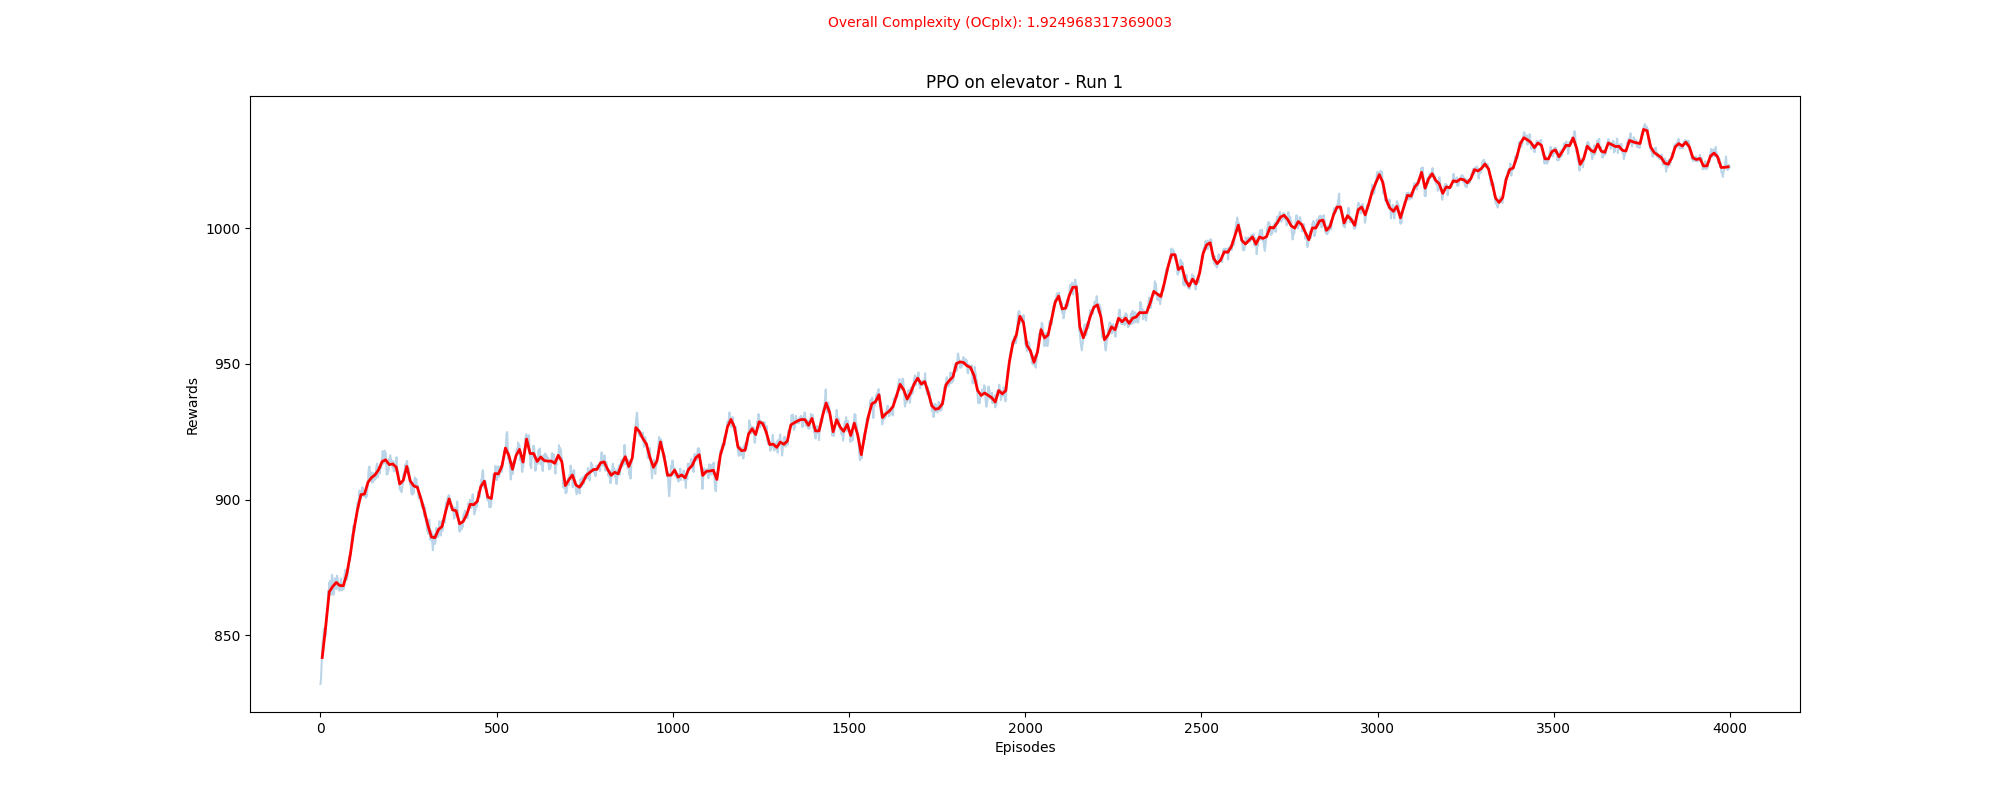 Overall Complexity (OCplx): 1.924968317369003
PPO on elevator - Run 1
1000
950
900
850
Rewards
0 500 1000 1500 2000 2500 3000 3500 4000
Episodes